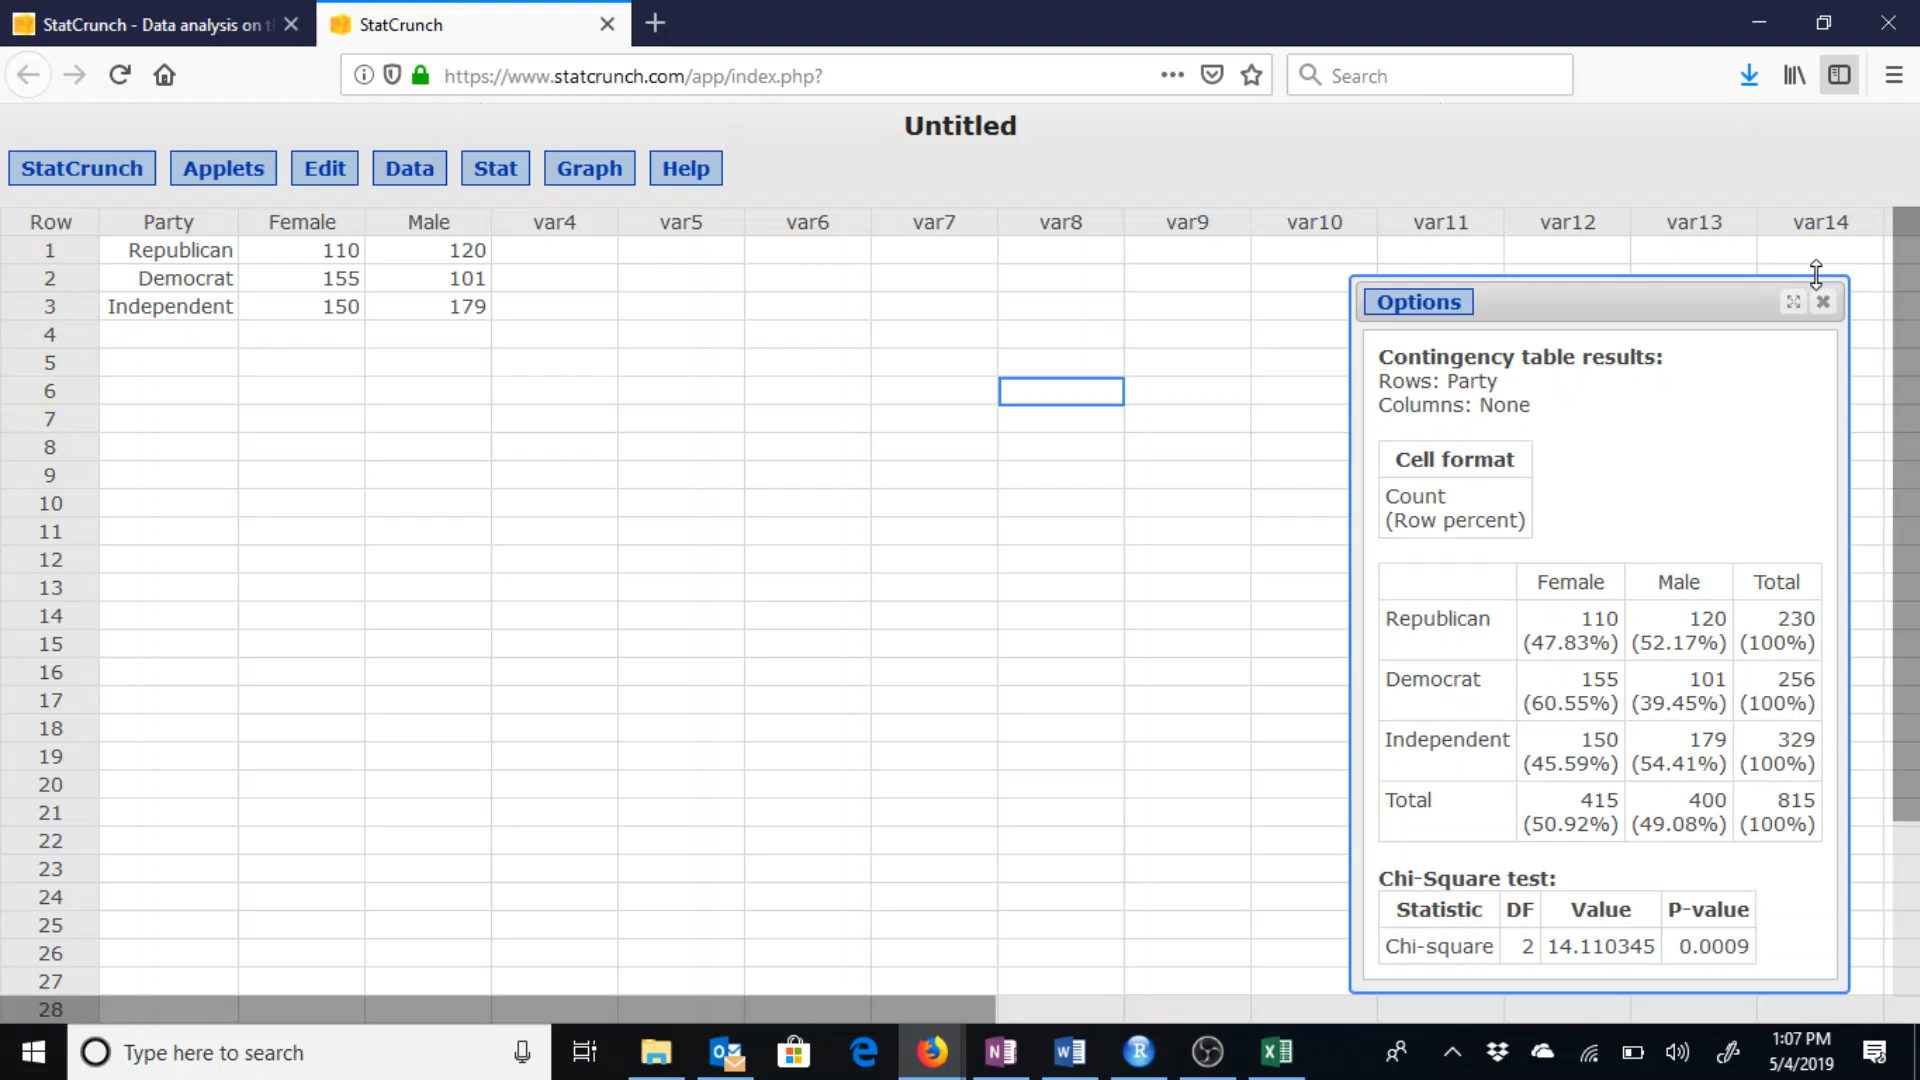 StatCrunch - Data analysis on t
StatCrunch
https://www.statcrunch.com/app/index.php?
Search
Untitled
StatCrunch Applets Edit Data Stat Graph Help
Row Party Female Male var4 var5 var6 var7 var8 var9 var10 var11 var12 var13 var14
1 Republican 110 120
2 Democrat 155 101
3 Independent 150 179
4
5
6
7
8
9
10
11
12
13
14
15
16
17
18
19
20
21
22
23
24
25
26
27
28
Options
Contingency table results:
Rows: Party
Columns: None
Cell format
Count
(Row percent)
Female Male Total
Republican 110 120 230
(47.83%) (52.17%) (100%)
Democrat 155 101 256
(60.55%) (39.45%) (100%)
Independent 150 179 329
(45.59%) (54.41%) (100%)
Total 415 400 815
(50.92%) (49.08%) (100%)
Chi-Square test:
Statistic DF Value P-value
Chi-square 2 14.110345 0.0009
Type here to search
1:07 PM
5/4/2019